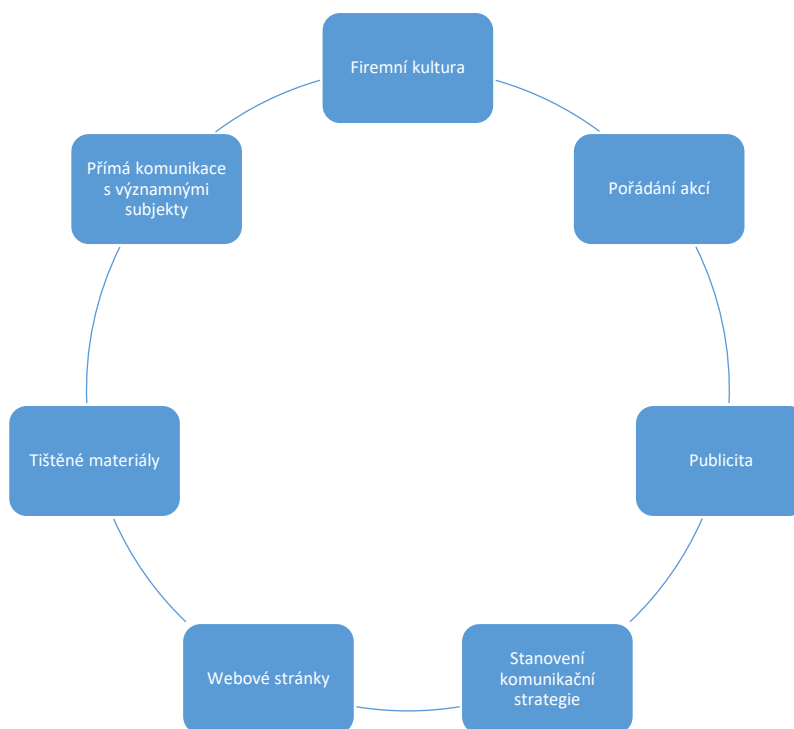 Firemní kultura
Pořádání akcí
Publicita
Stanovení
komunikační
strategie
Webové stránky
Tištěné materiály
Přímá komunikace
s významnými
subjekty